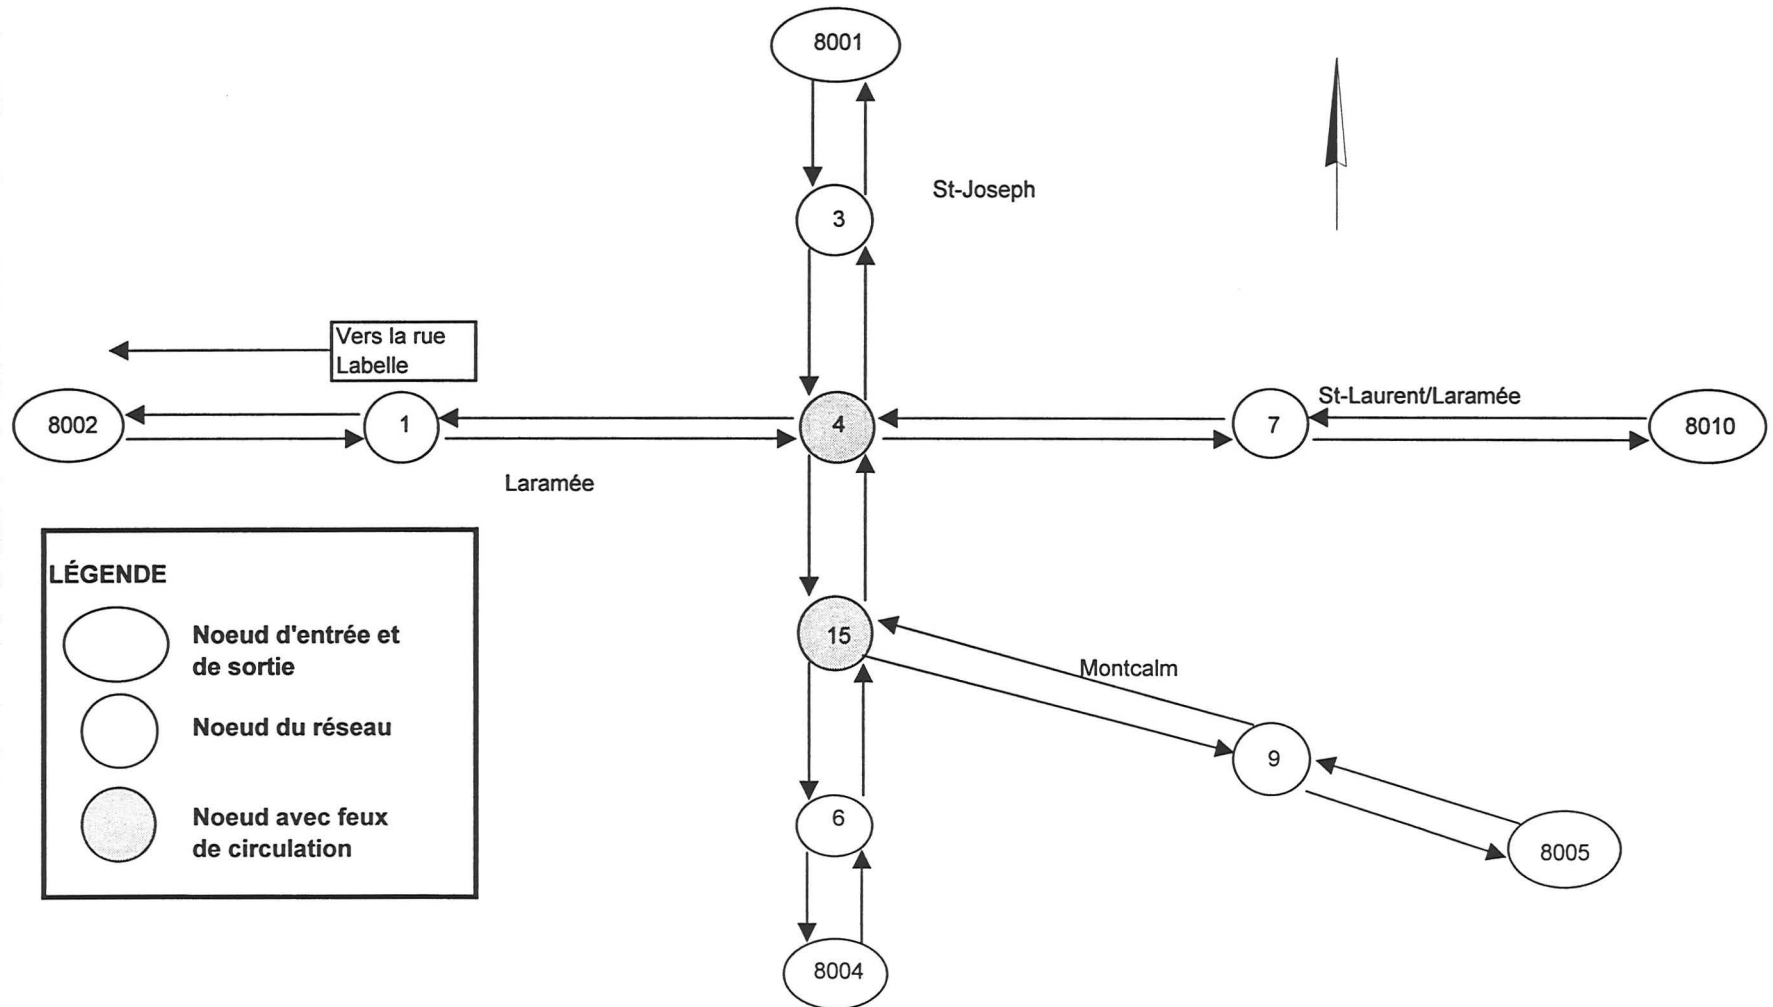 8001
3
St-Joseph
Vers la rue
Labelle
8002
1
4
7
St-Laurent/Laramée
8010
Laramée
LÉGENDE
Noeud d'entrée et
de sortie
Noeud du réseau
Noeud avec feux
de circulation
15
Montcalm
9
6
8005
8004